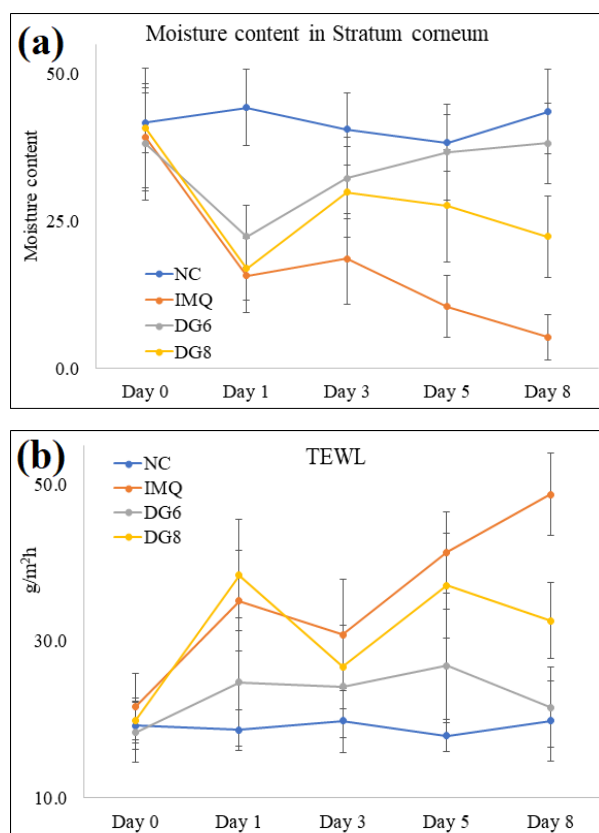 (a)
Moisture content in Stratum corneum
50.0
25.0
0.0
Moisture content
NC
IMQ
DG6
DG8
Day 0 Day 1 Day 3 Day 5 Day 8
(b)
TEWL
50.0
30.0
10.0
g/m²h
NC
IMQ
DG6
DG8
Day 0 Day 1 Day 3 Day 5 Day 8